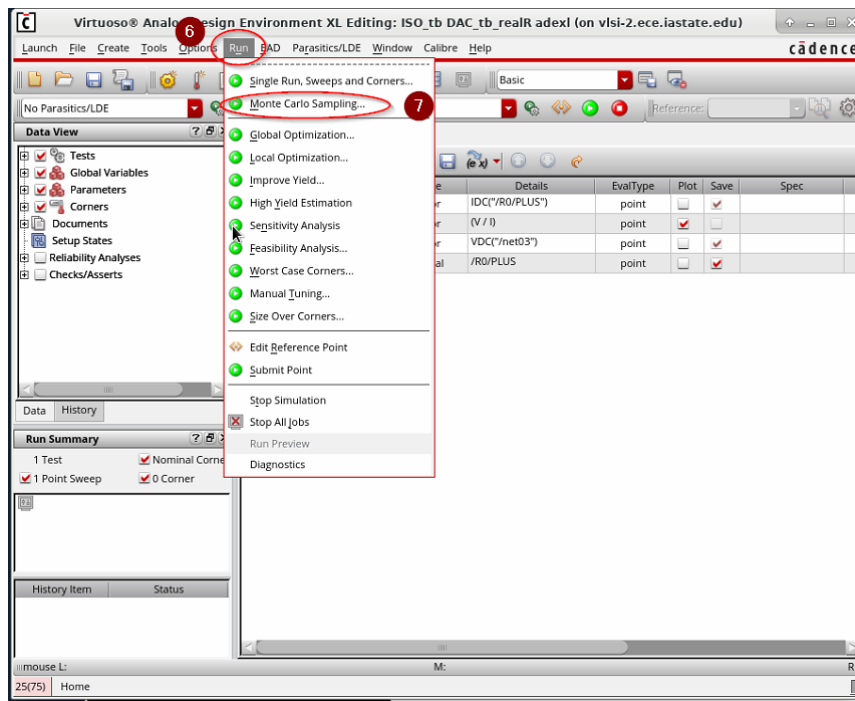 Virtuoso® Analog Design Environment XL Editing: ISO_tb DAC_tb_realR adexl (on vlsi-2.ece.iastate.edu)
6
Launch File Create Tools Options Run EAD Parasitics/LDE Window Calibre Help
cādence
Basic
No Parasitics/LDE
Reference:
Data View
Tests
Global Variables
Parameters
Corners
Documents
Setup States
Reliability Analyses
Checks/Asserts
Single Run, Sweeps and Corners...
Monte Carlo Sampling...
7
Global Optimization...
Local Optimization...
Improve Yield...
High Yield Estimation
Sensitivity Analysis
Feasibility Analysis...
Worst Case Corners...
Manual Tuning...
Size Over Corners...
Edit Reference Point
Submit Point
Stop Simulation
Stop All Jobs
Run Preview
Diagnostics
Details EvalType Plot Save Spec
IDC("/R0/PLUS") point
(V / I) point
VDC("/net03") point
al /R0/PLUS point
Data History
Run Summary
1 Test Nominal Corne
1 Point Sweep 0 Corner
History Item Status
mouse L: M: R
25(75) Home